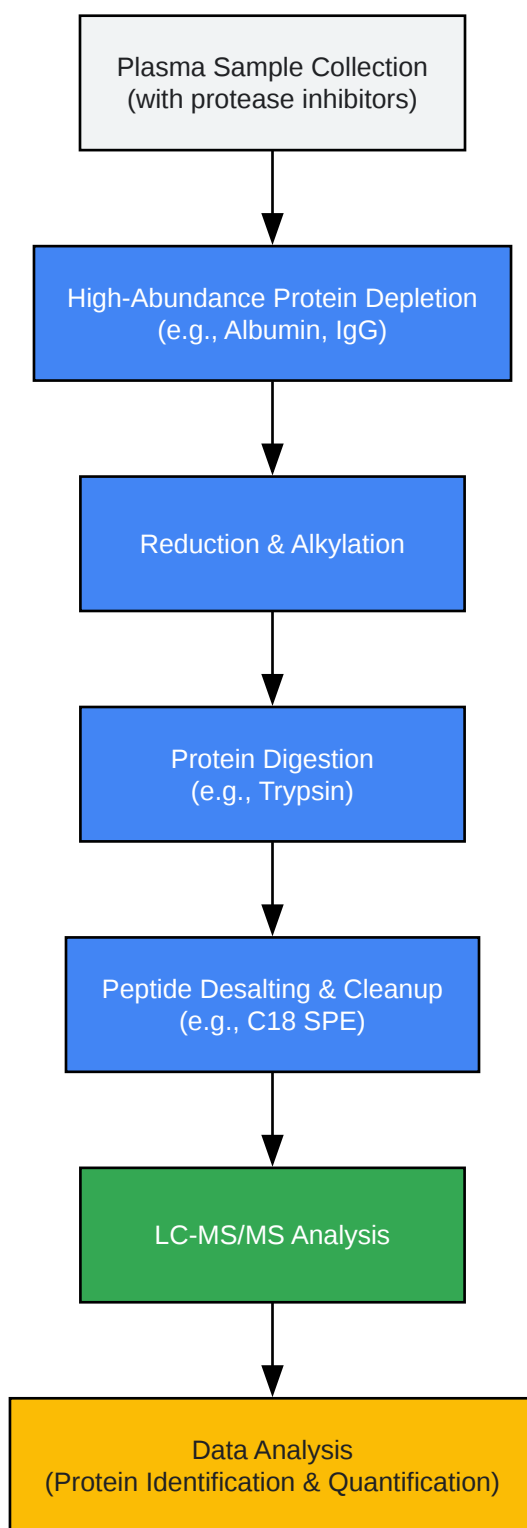 Plasma Sample Collection
(with protease inhibitors)
High-Abundance Protein Depletion
(e.g., Albumin, IgG)
Reduction & Alkylation
Protein Digestion
(e.g., Trypsin)
Peptide Desalting & Cleanup
(e.g., C18 SPE)
LC-MS/MS Analysis
Data Analysis
(Protein Identification & Quantification)